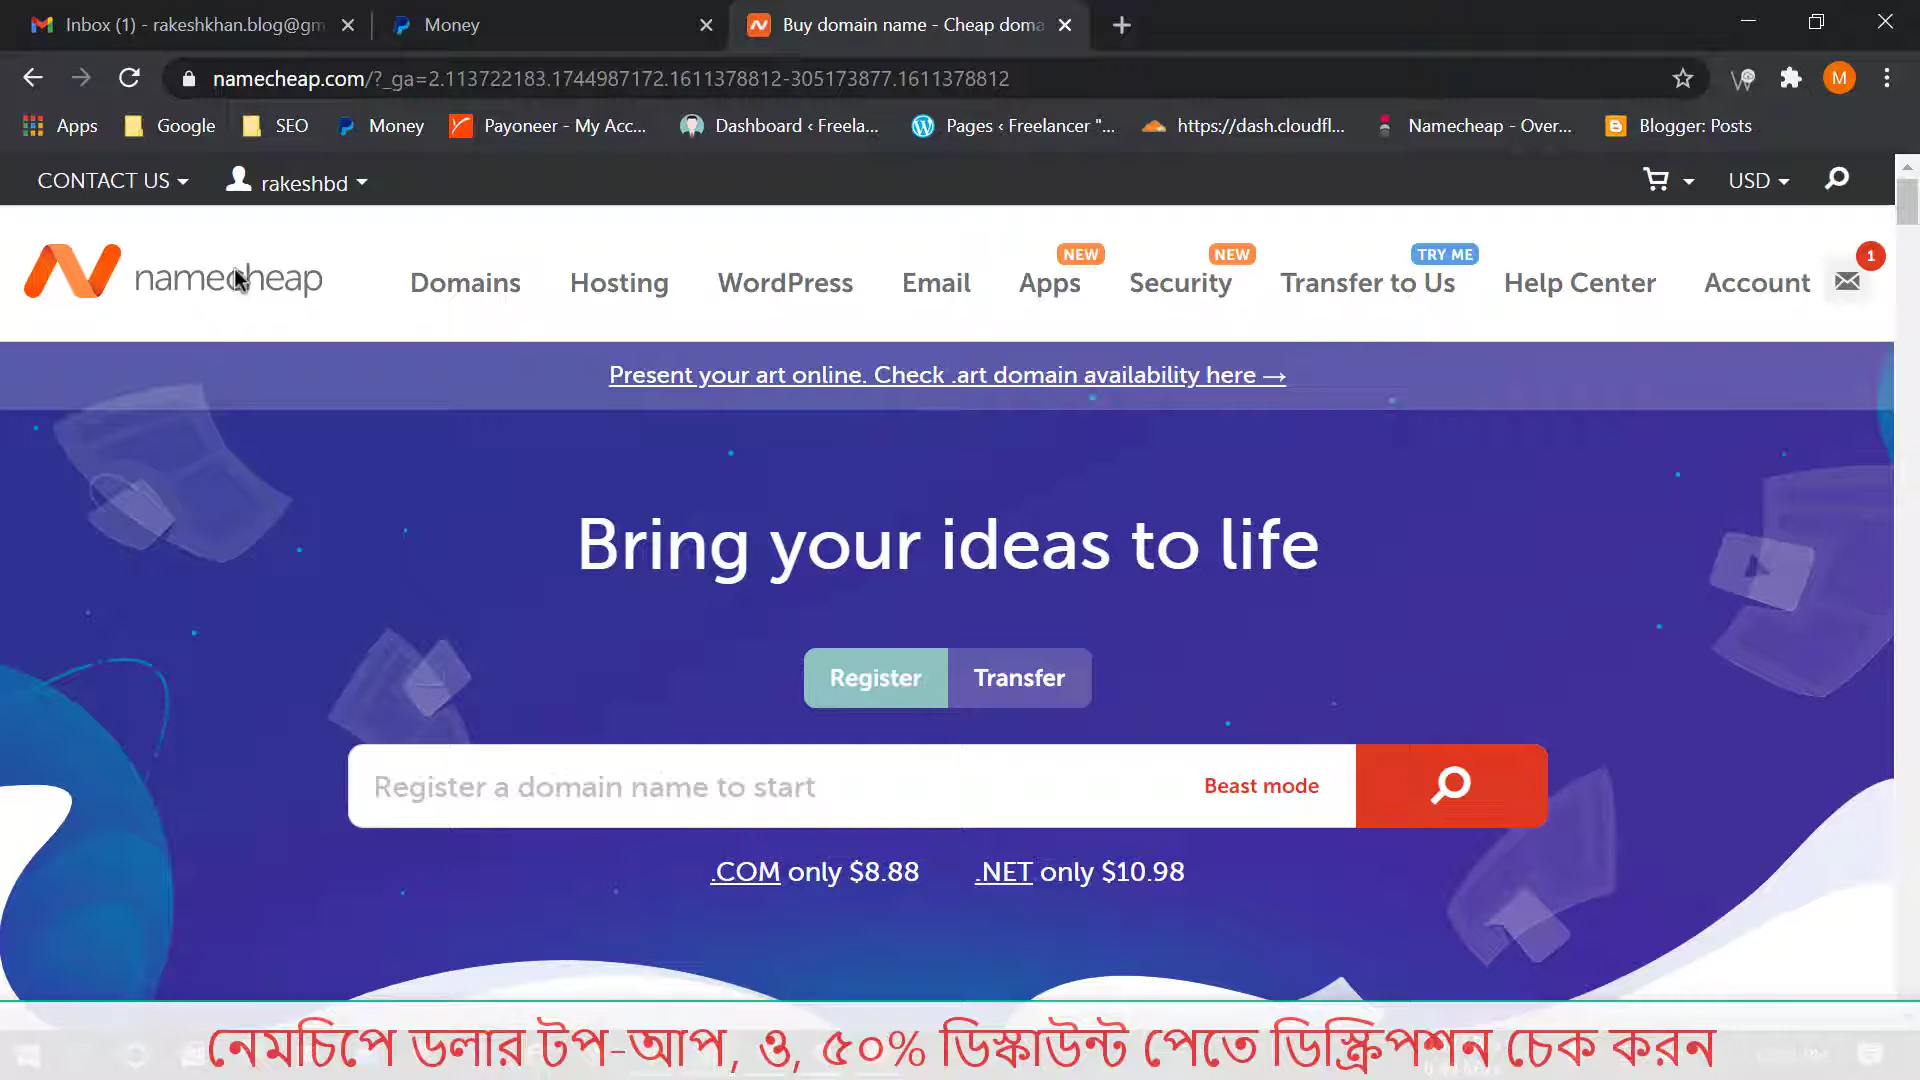 Inbox (1) - rakeshkhan.blog@gm
Money
Buy domain name - Cheap doma
namecheap.com/?_ga=2.113722183.1744987172.1611378812-305173877.1611378812
M
Apps
Google
SEO
Money
Payoneer - My Acc...
Dashboard ‹ Freela...
Pages ‹ Freelancer "...
https://dash.cloudfl...
Namecheap - Over...
Blogger: Posts
CONTACT US
rakeshbd
USD
namecheap
Domains
Hosting
WordPress
Email
Apps
NEW
Security
NEW
Transfer to Us
TRY ME
Help Center
Account
1
Present your art online. Check .art domain availability here →
Bring your ideas to life
Register
Transfer
Register a domain name to start
Beast mode
.COM only $8.88
.NET only $10.98
নেমচিপে ডলার টপ-আপ, ও, ৫০% ডিস্কাউন্ট পেতে ডিস্ক্রিপশন চেক করন